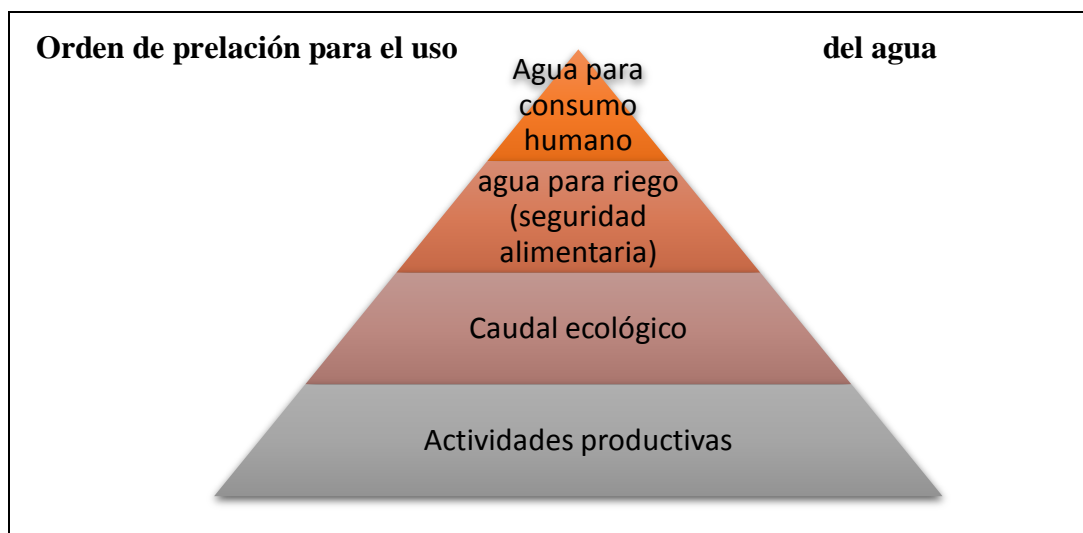 Orden de prelación para el uso del agua
Agua para
consumo
humano
agua para riego
(seguridad
alimentaria)
Caudal ecológico
Actividades productivas